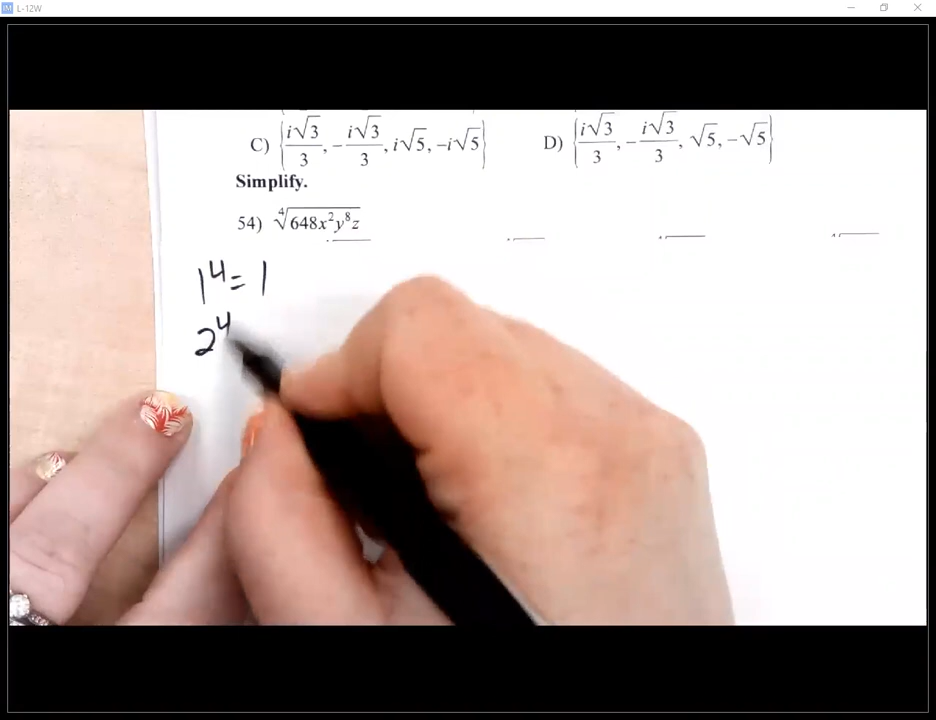 L-12W
C) {i√3/3, -i√3/3, i√5, -i√5} D) {i√3/3, -i√3/3, √5, -√5}
Simplify.
54) ∜648x²y⁸z
1⁴ = 1
2⁴